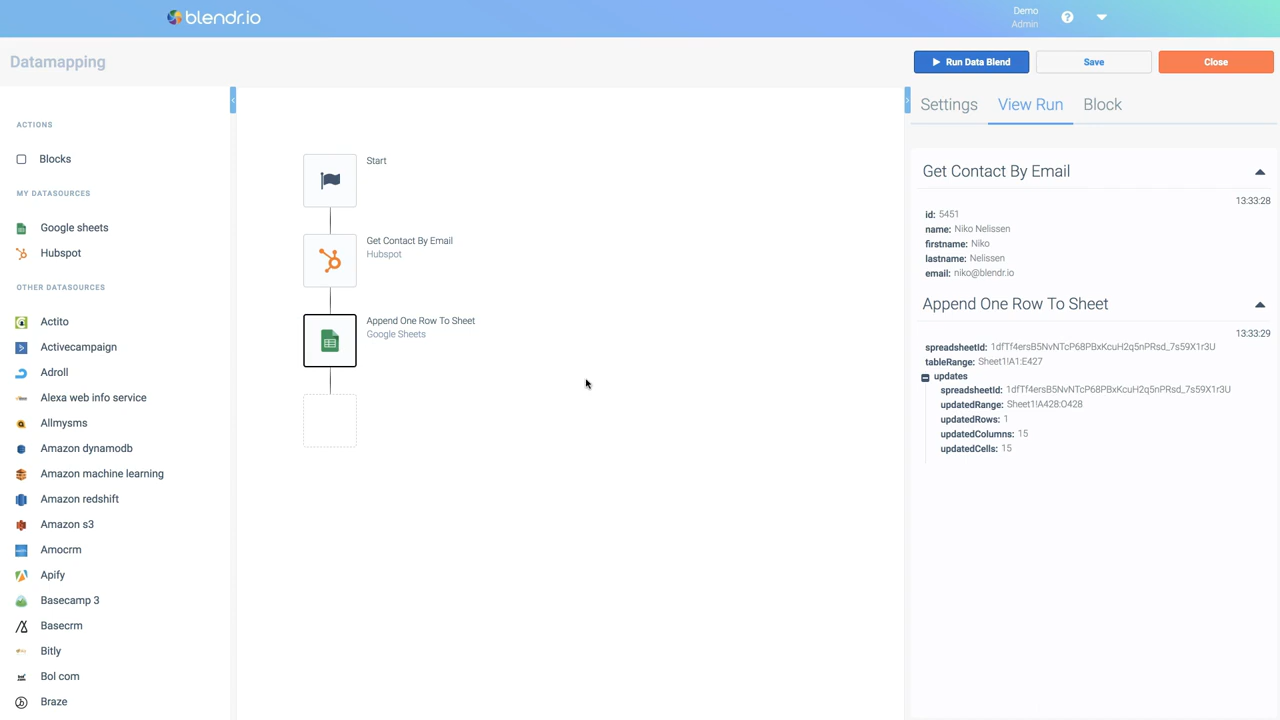 blendr.io
Demo
Admin
Datamapping
Run Data Blend
Save
Close
ACTIONS
Blocks
MY DATASOURCES
Google sheets
Hubspot
OTHER DATASOURCES
Actito
Activecampaign
Adroll
Alexa web info service
Allmysms
Amazon dynamodb
Amazon machine learning
Amazon redshift
Amazon s3
Amocrm
Apify
Basecamp 3
Basecrm
Bitly
Bol com
Braze
Start
Get Contact By Email
Hubspot
Append One Row To Sheet
Google Sheets
Settings
View Run
Block
Get Contact By Email
13:33:28
id: 5451
name: Niko Nelissen
firstname: Niko
lastname: Nelissen
email: niko@blendr.io
Append One Row To Sheet
13:33:29
spreadsheetId: 1dfTf4ersB5NvNTcP68PBxKcuH2q5nPRsd_7s59X1r3U
tableRange: Sheet1!A1:E427
updates
spreadsheetId: 1dfTf4ersB5NvNTcP68PBxKcuH2q5nPRsd_7s59X1r3U
updatedRange: Sheet1!A428:O428
updatedRows: 1
updatedColumns: 15
updatedCells: 15